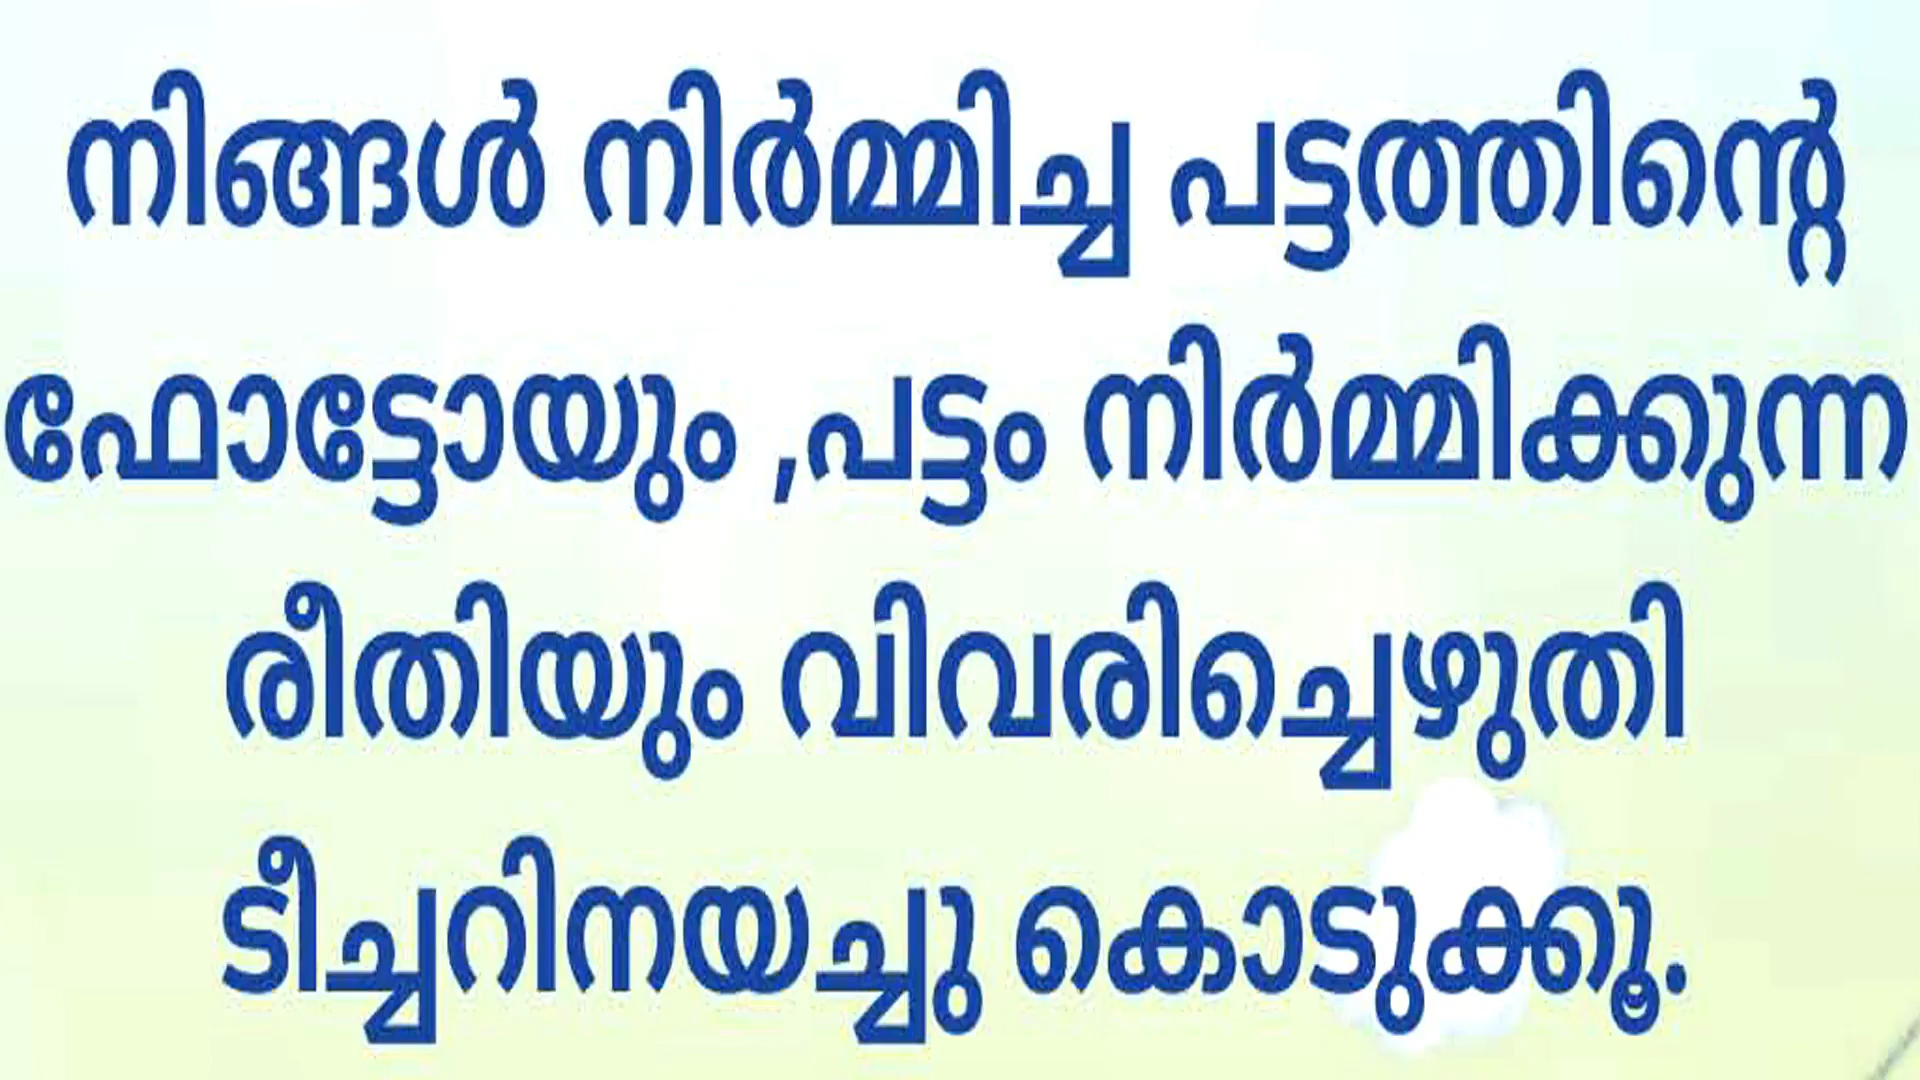 നിങ്ങൾ നിർമ്മിച്ച പട്ടത്തിന്റെ
ഫോട്ടോയും ,പട്ടം നിർമ്മിക്കുന്ന
രീതിയും വിവരിച്ചെഴുതി
ടീച്ചറിനയച്ചു കൊടുക്കൂ.